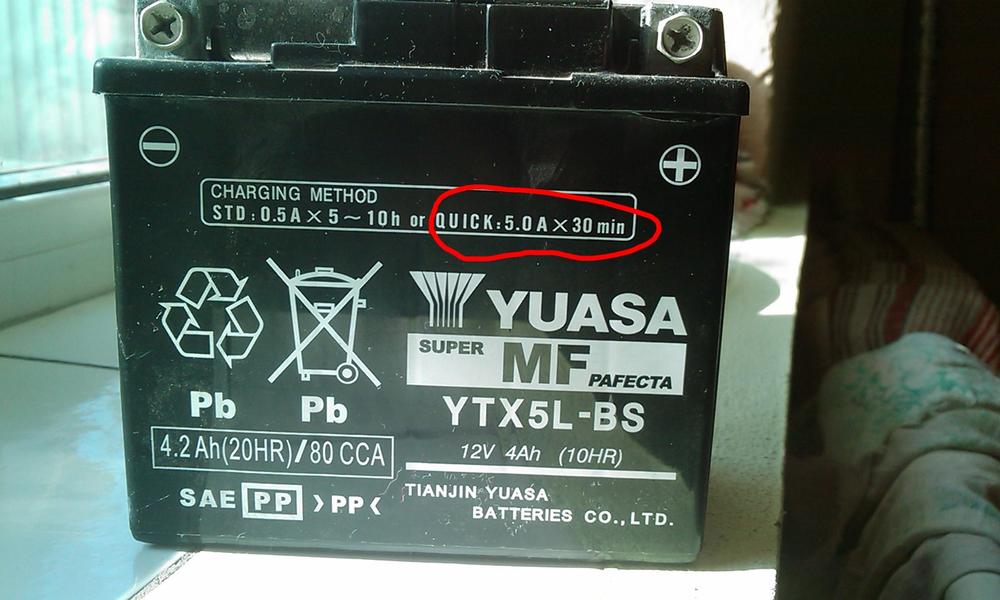 CHARGING METHOD
STD: 0.5A × 5 ~ 10h or QUICK: 5.0A × 30 min
YUASA
SUPER MF PAFECTA
Pb Pb
YTX5L-BS
4.2 Ah(20HR)/80 CCA
12V 4Ah (10HR)
SAE PP >PP<
TIANJIN YUASA
BATTERIES CO.,LTD.